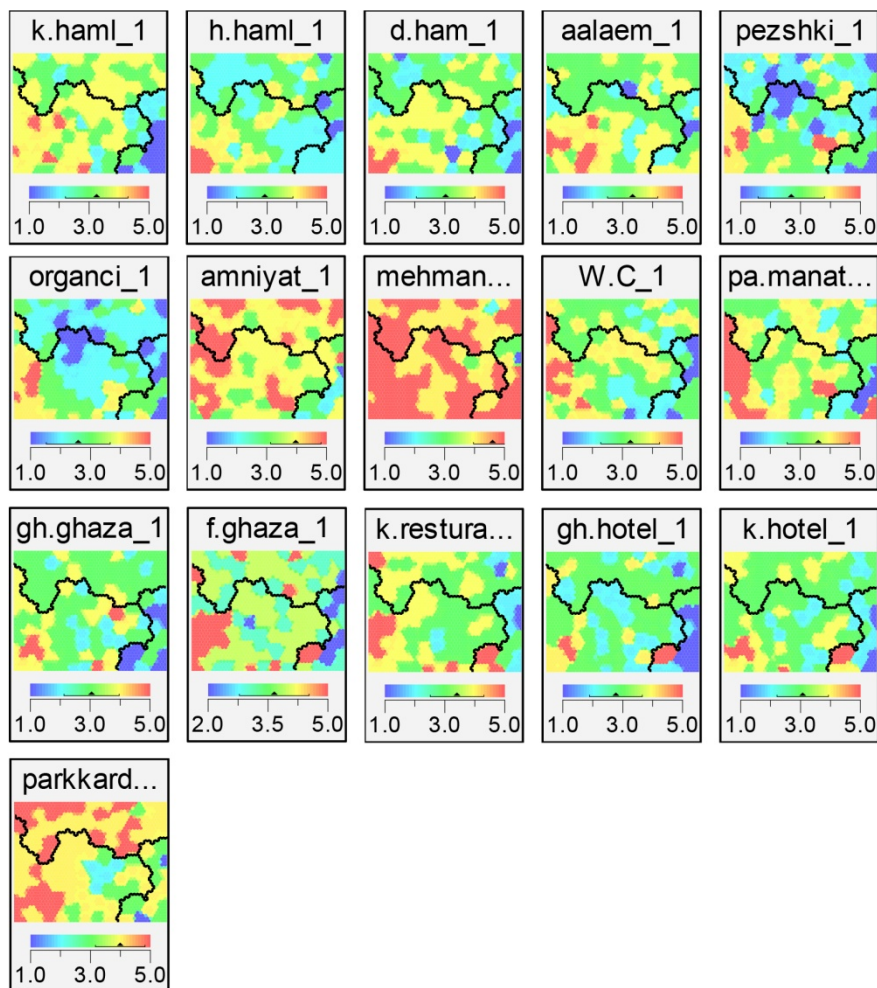 k.haml_1
h.haml_1
d.ham_1
aalaem_1
pezshki_1
1.0 3.0 5.0
1.0 3.0 5.0
1.0 3.0 5.0
1.0 3.0 5.0
1.0 3.0 5.0
organci_1
amniyat_1
mehman...
W.C_1
pa.manat...
1.0 3.0 5.0
1.0 3.0 5.0
1.0 3.0 5.0
1.0 3.0 5.0
1.0 3.0 5.0
gh.ghaza_1
f.ghaza_1
k.restura...
gh.hotel_1
k.hotel_1
1.0 3.0 5.0
2.0 3.5 5.0
1.0 3.0 5.0
1.0 3.0 5.0
1.0 3.0 5.0
parkkard...
1.0 3.0 5.0